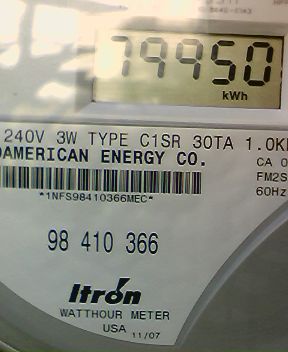 79950
kWh
240V 3W TYPE C1SR 30TA 1.0K
DAMERICAN ENERGY CO.
CA 0
FM2S
*1NFS98410366MEC*
60Hz
98 410 366
Itron
WATTHOUR METER
USA 11/07